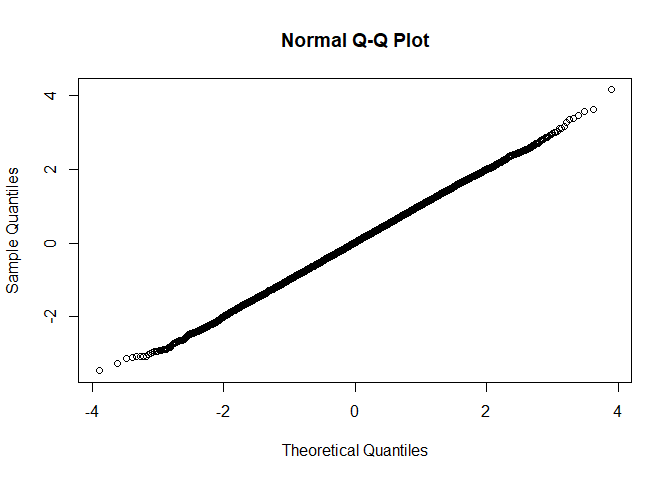 Normal Q-Q Plot
4
2
0
-2
Sample Quantiles
-4 -2 0 2 4
Theoretical Quantiles